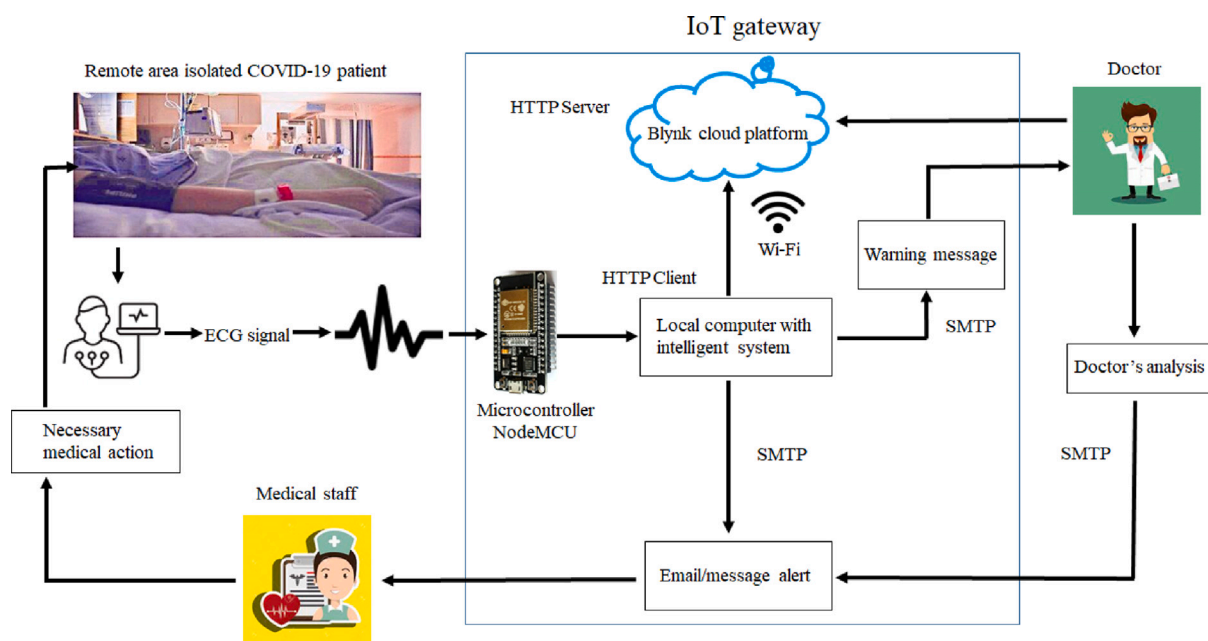 IoT gateway
Remote area isolated COVID-19 patient
Doctor
HTTP Server
Blynk cloud platform
Wi-Fi
Warning message
HTTP Client
ECG signal
Local computer with
intelligent system
SMTP
Doctor's analysis
Microcontroller
NodeMCU
Necessary
medical action
SMTP
SMTP
Medical staff
Email/message alert